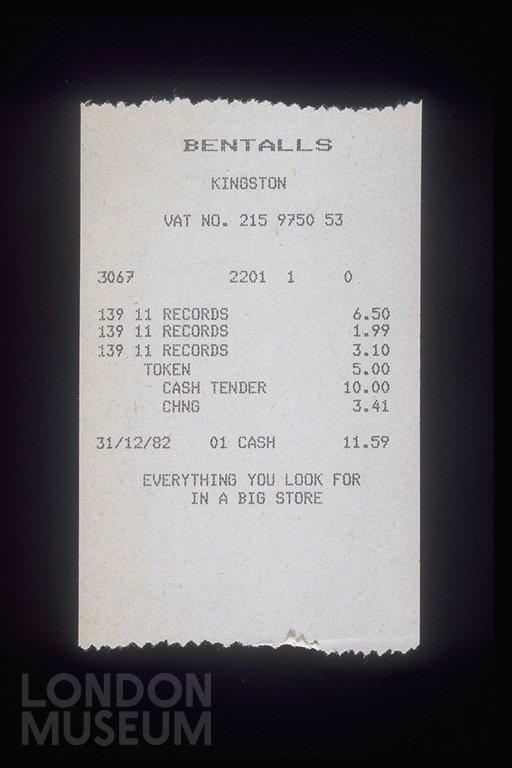 BENTALLS
KINGSTON
VAT NO. 215 9750 53
3067 2201 1 0
139 11 RECORDS 6.50
139 11 RECORDS 1.99
139 11 RECORDS 3.10
TOKEN 5.00
CASH TENDER 10.00
CHNG 3.41
31/12/82 01 CASH 11.59
EVERYTHING YOU LOOK FOR
IN A BIG STORE
LONDON
MUSEUM